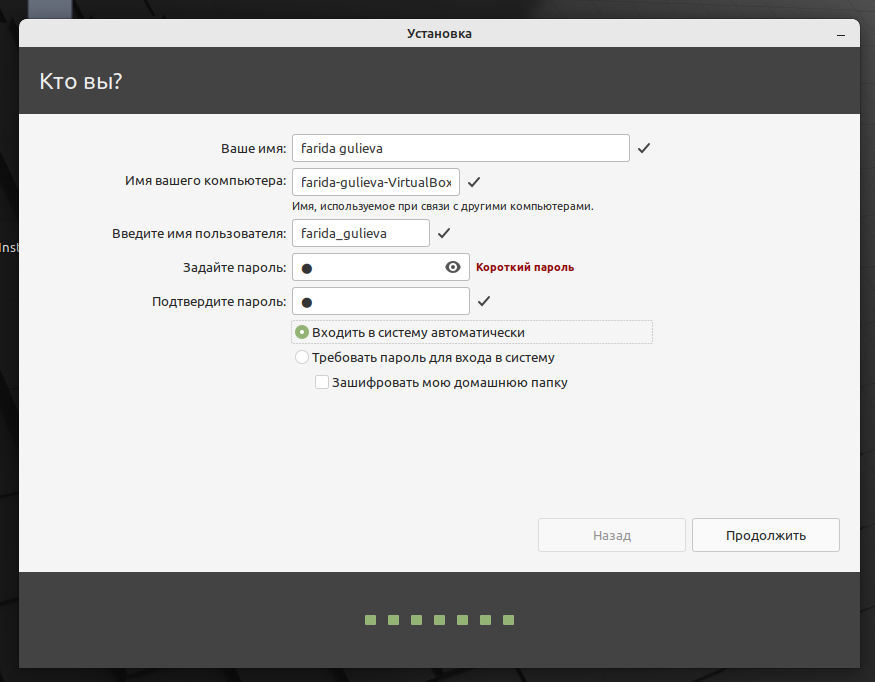 Установка
Кто вы?
Ваше имя: farida gulieva
Имя вашего компьютера: farida-gulieva-VirtualBox
Имя, используемое при связи с другими компьютерами.
Введите имя пользователя: farida_gulieva
Inst
Задайте пароль: ● Короткий пароль
Подтвердите пароль: ●
Входить в систему автоматически
Требовать пароль для входа в систему
Зашифровать мою домашнюю папку
Назад Продолжить